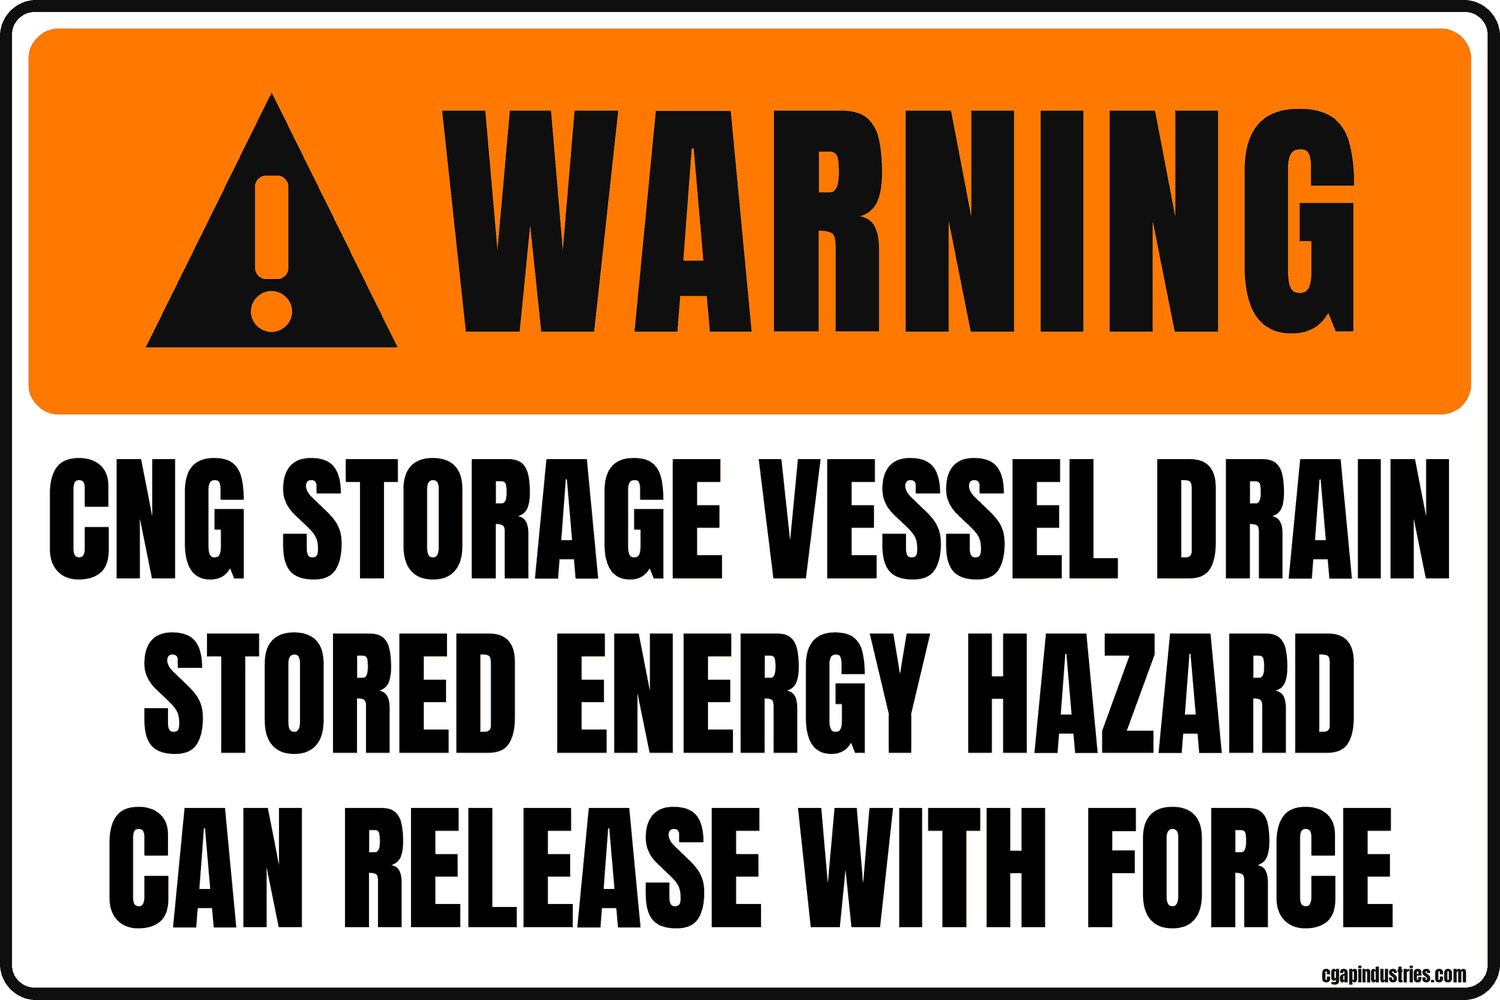 WARNING
CNG STORAGE VESSEL DRAIN
STORED ENERGY HAZARD
CAN RELEASE WITH FORCE
cgapindustries.com